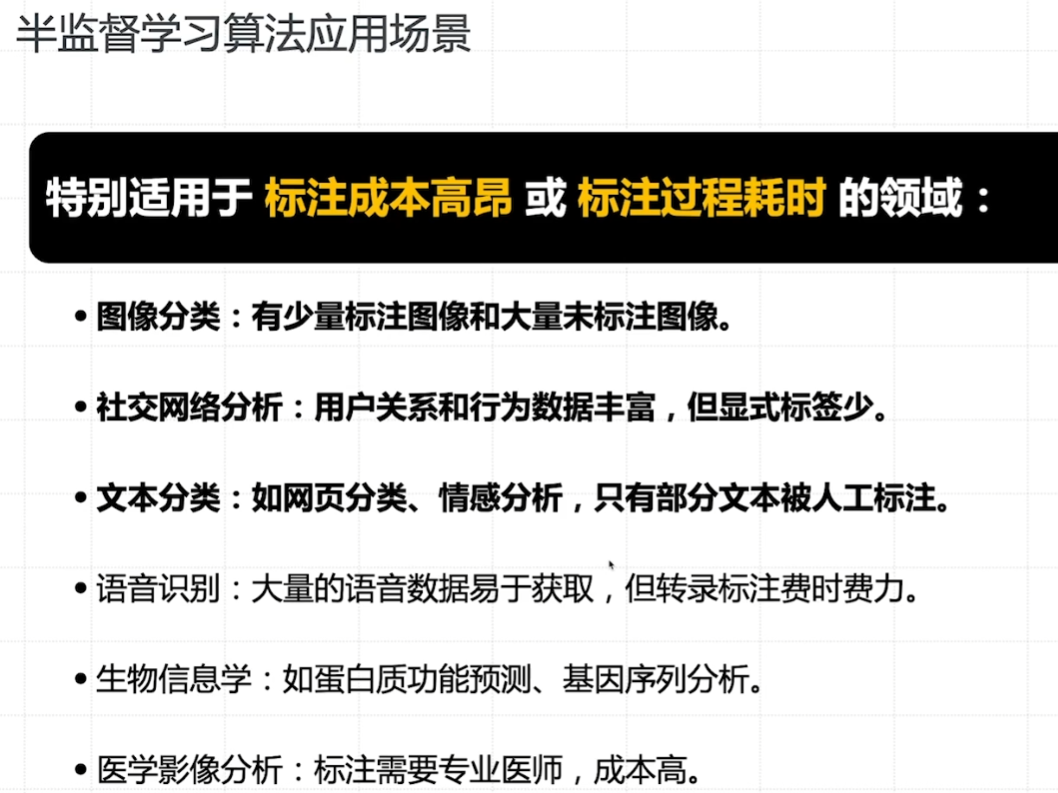 半监督学习算法应用场景
特别适用于 标注成本高昂 或 标注过程耗时 的领域：
• 图像分类：有少量标注图像和大量未标注图像。
• 社交网络分析：用户关系和行为数据丰富，但显式标签少。
• 文本分类：如网页分类、情感分析，只有部分文本被人工标注。
• 语音识别：大量的语音数据易于获取，但转录标注费时费力。
• 生物信息学：如蛋白质功能预测、基因序列分析。
• 医学影像分析：标注需要专业医师，成本高。